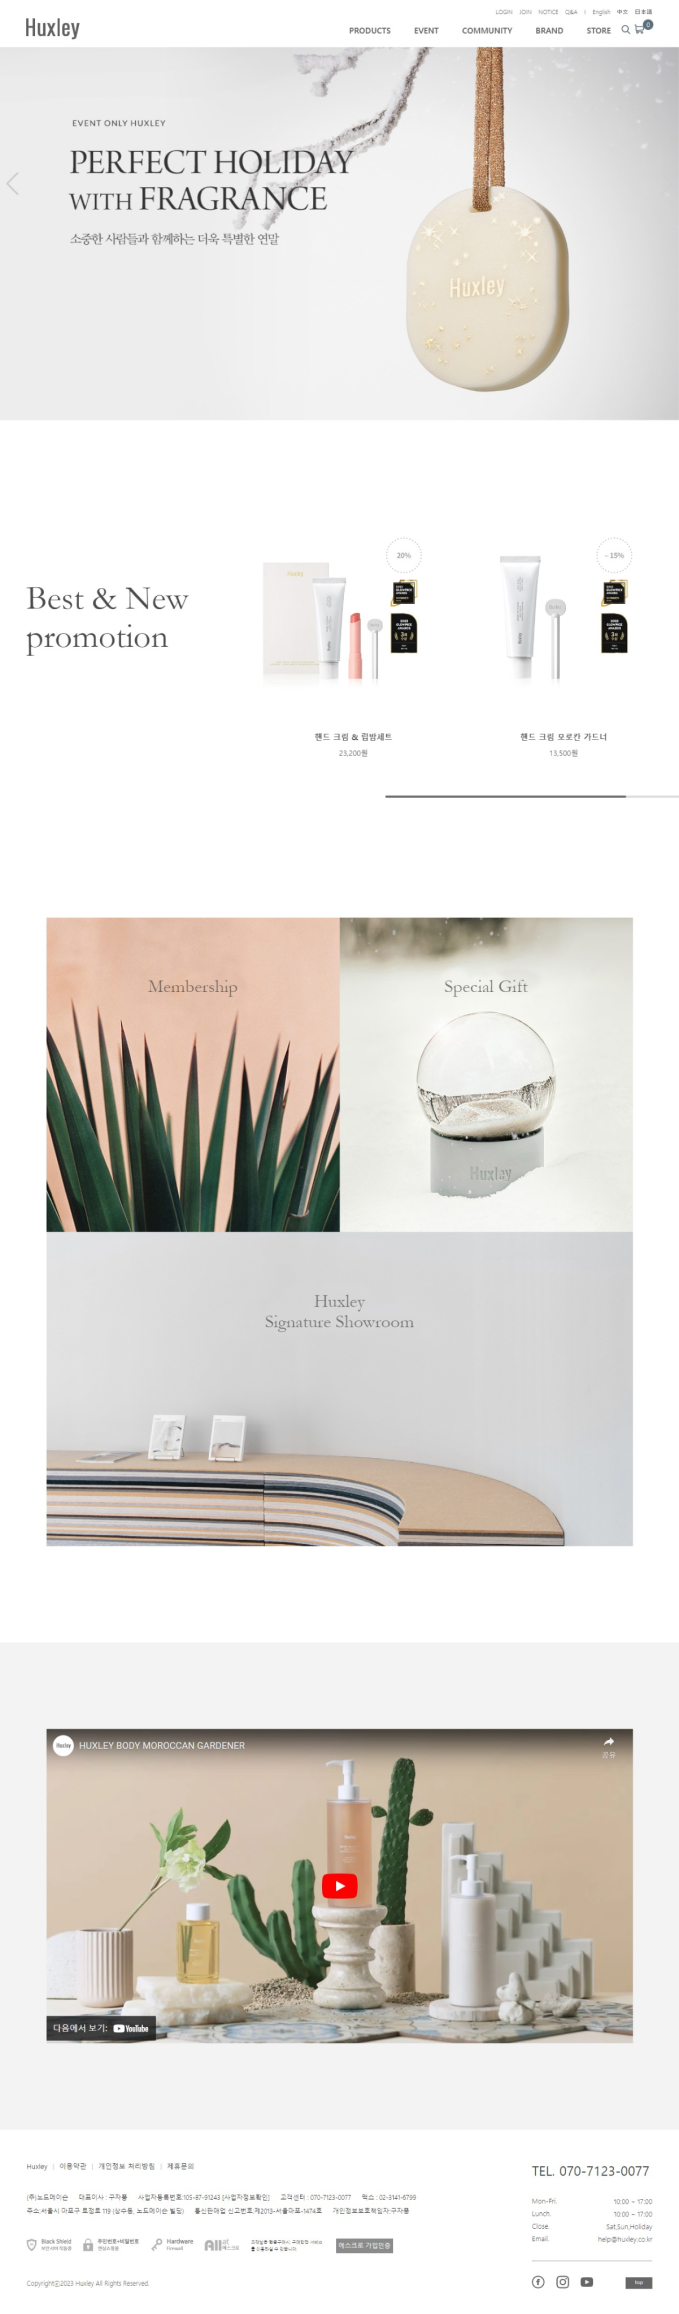 LOGIN JOIN NOTICE Q&A | English 中文 日本語
Huxley
PRODUCTS EVENT COMMUNITY BRAND STORE 0
EVENT ONLY HUXLEY
PERFECT HOLIDAY
WITH FRAGRANCE
소중한 사람들과 함께하는 더욱 특별한 연말
Huxley
Best & New
promotion
20%
~15%
핸드 크림 & 립밤세트
23,200원
핸드 크림 모로칸 가드너
13,500원
Membership
Special Gift
Huxley
Huxley
Signature Showroom
Huxley HUXLEY BODY MOROCCAN GARDENER
공유
다음에서 보기: YouTube
Huxley | 이용약관 | 개인정보 처리방침 | 제휴문의
(주)노드메이슨 대표이사 : 구자풍 사업자등록번호:105-87-91243 [사업자정보확인] 고객센터 : 070-7123-0077 팩스 : 02-3141-6799
주소:서울시 마포구 토정로 119 (상수동, 노드메이슨 빌딩) 통신판매업 신고번호:제2013-서울마포-1474호 개인정보보호책임자:구자풍
Black Shield
Hardware
Firewall
에스크로 가입인증
Copyrightⓒ2023 Huxley All Rights Reserved.
TEL. 070-7123-0077
Mon-Fri. 10:00 ~ 17:00
Lunch. 10:00 ~ 17:00
Close. Sat,Sun,Holiday
Email. help@huxley.co.kr
top